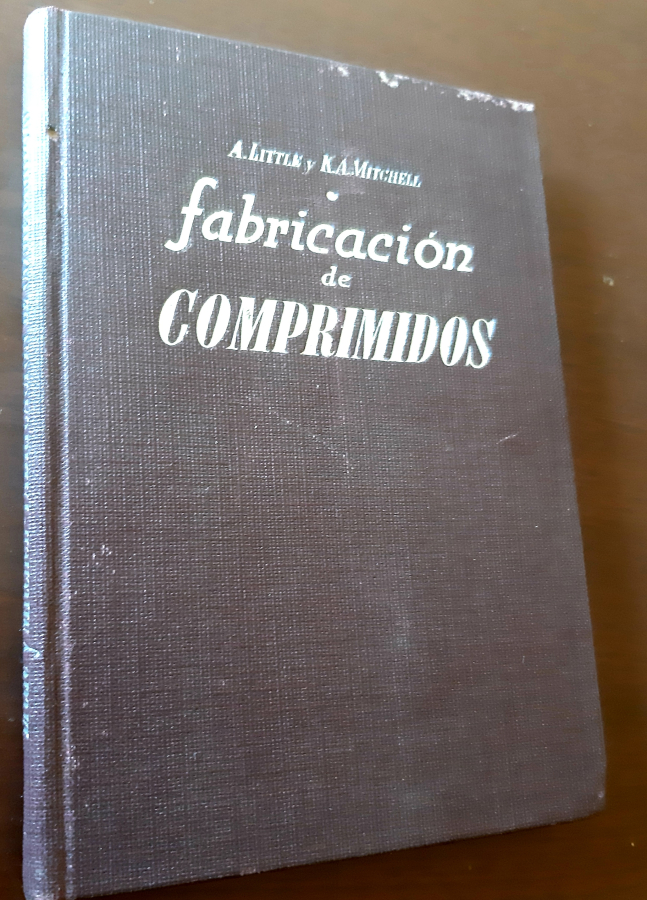 A. LITTLE y K.A. MITCHELL
fabricación
de
COMPRIMIDOS